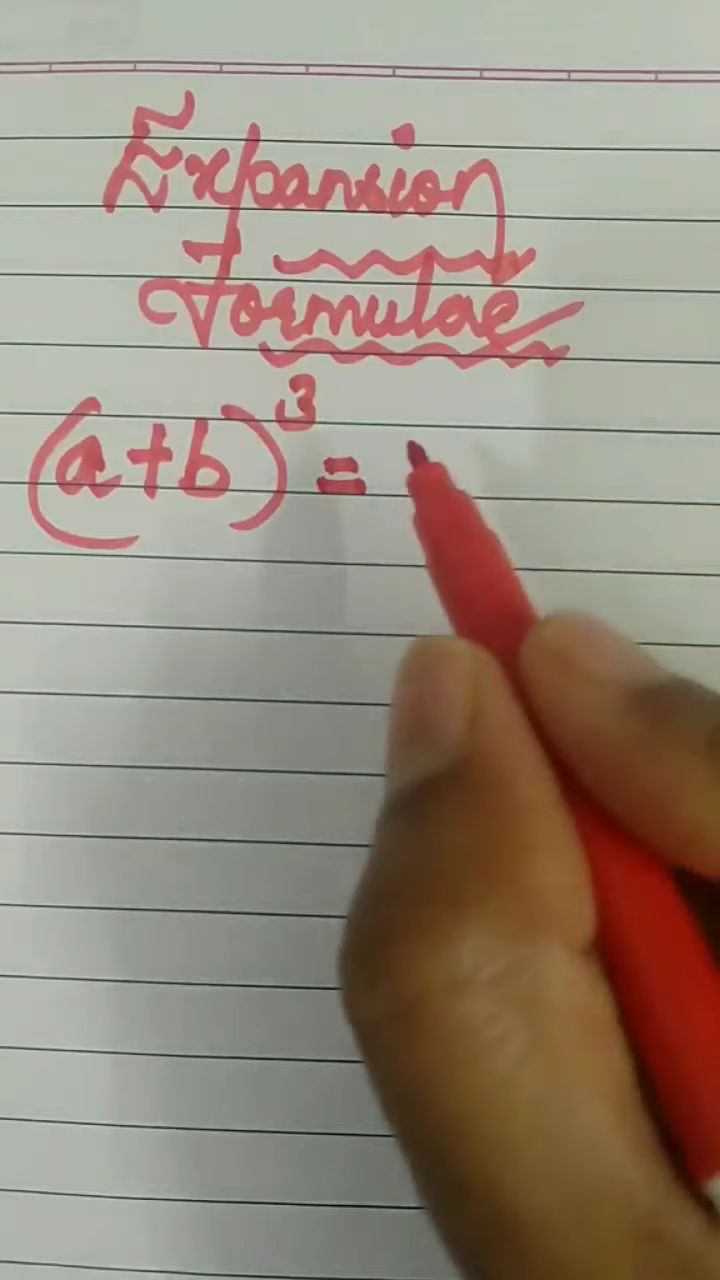 Expansion
Formulae
(a+b)³ =